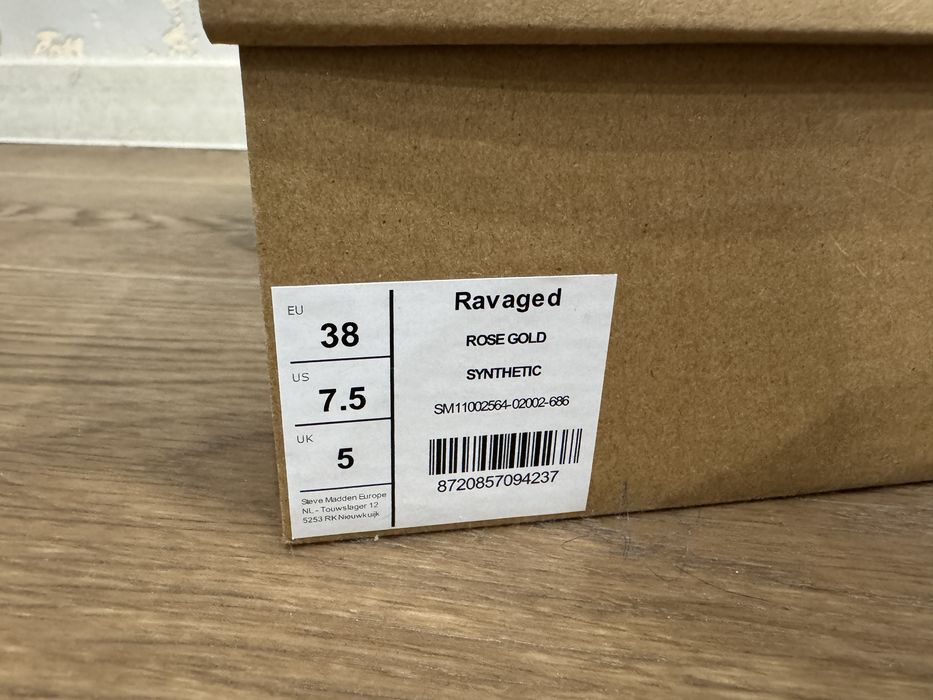 EU
38
US
7.5
UK
5
Steve Madden Europe
NL - Touwslager 12
5253 RK Nieuwkuijk
Ravaged
ROSE GOLD
SYNTHETIC
SM11002564-02002-686
8720857094237